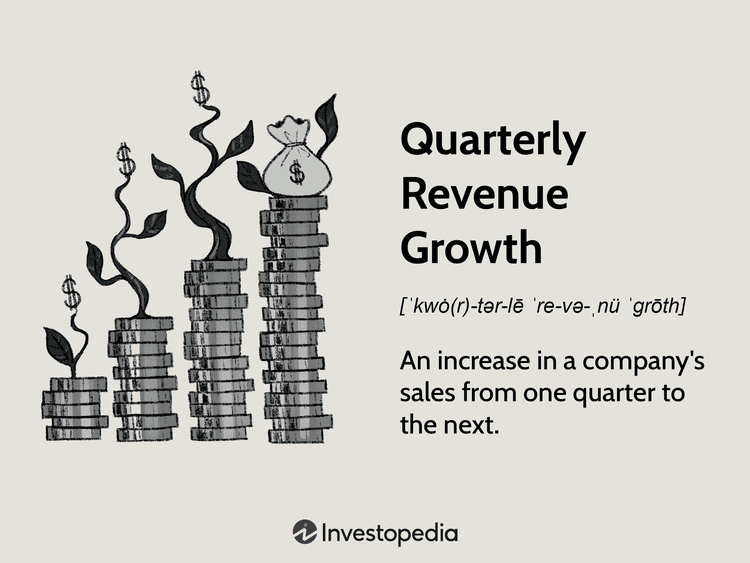 $
$
$
$
Quarterly
Revenue
Growth
[ˈkwȯ(r)-tər-lē ˈre-və-ˌnü ˈgrōth]
An increase in a company's
sales from one quarter to
the next.
Investopedia